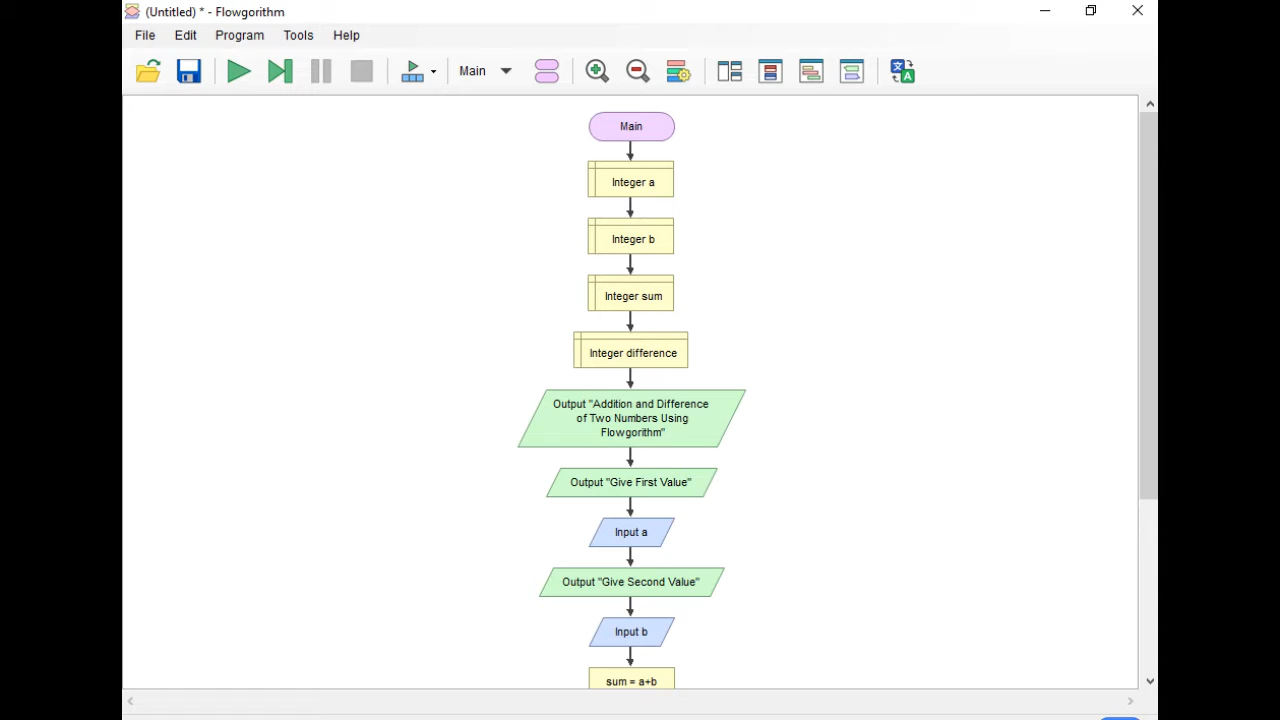 (Untitled) * - Flowgorithm
File Edit Program Tools Help
Main
Main
Integer a
Integer b
Integer sum
Integer difference
Output "Addition and Difference
of Two Numbers Using
Flowgorithm"
Output "Give First Value"
Input a
Output "Give Second Value"
Input b
sum = a+b